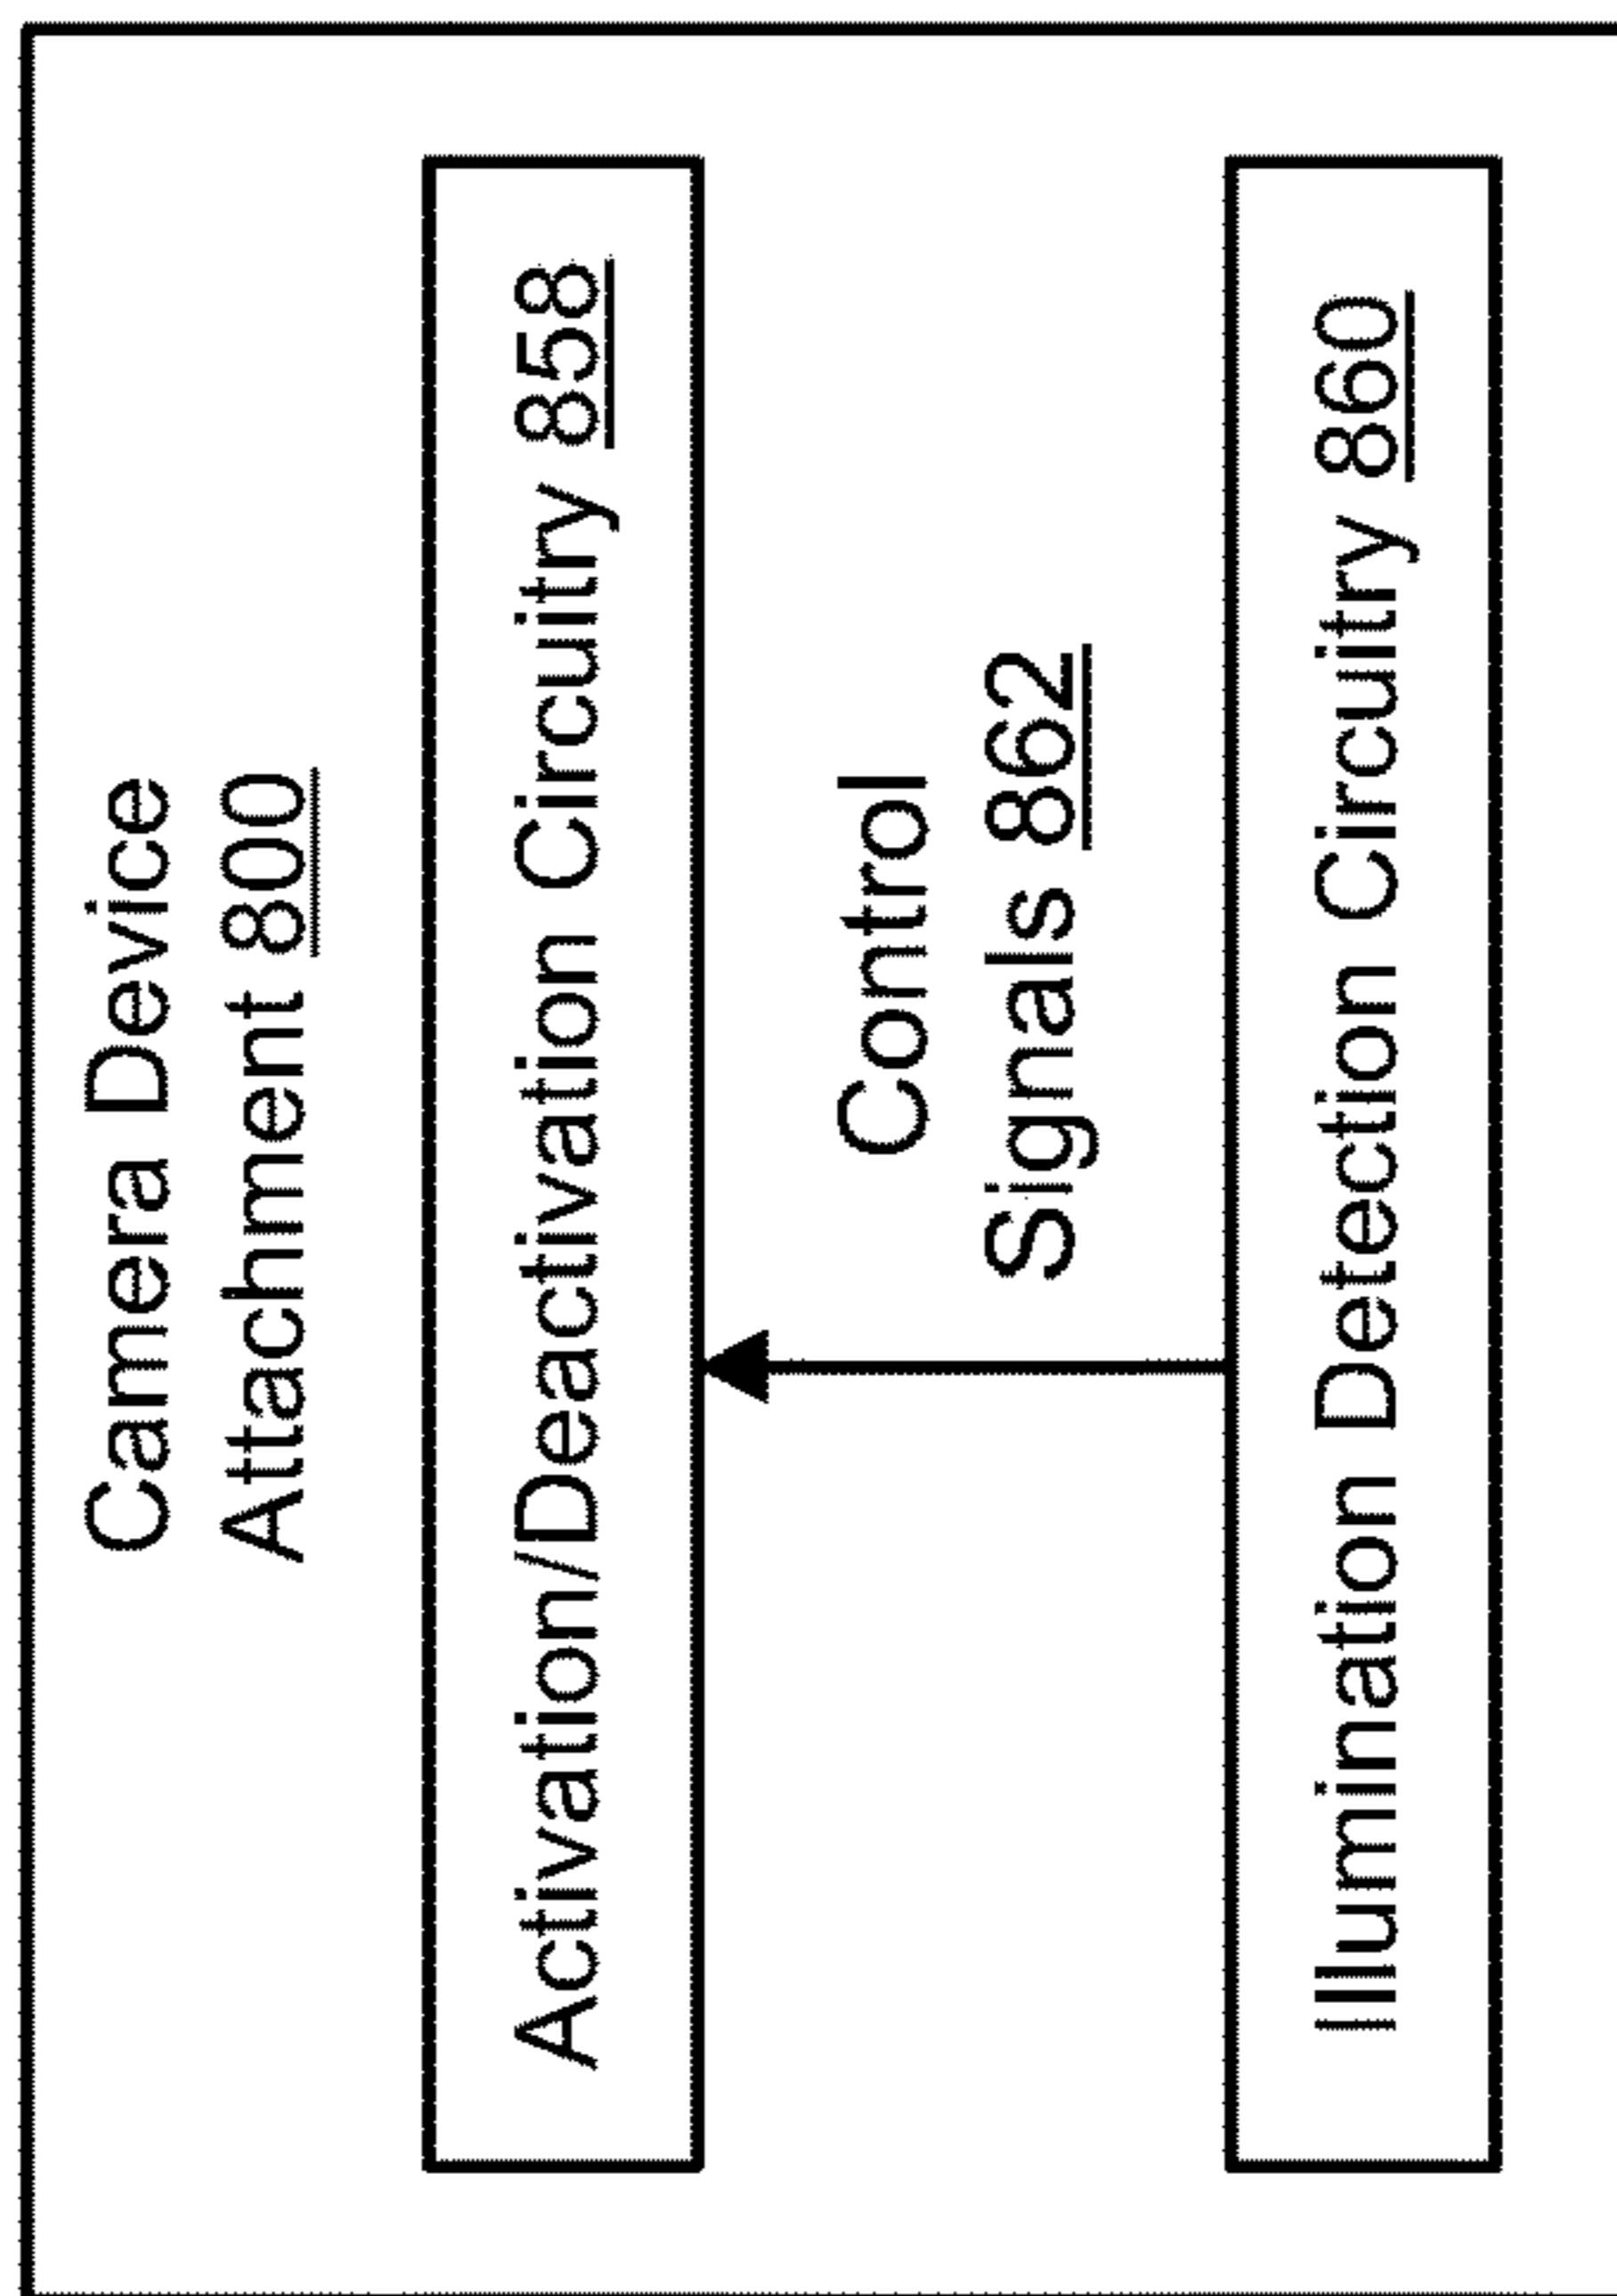 Camera Device
Attachment 800
Activation/Deactivation Circuitry 858
Control
Signals 862
Illumination Detection Circuitry 860